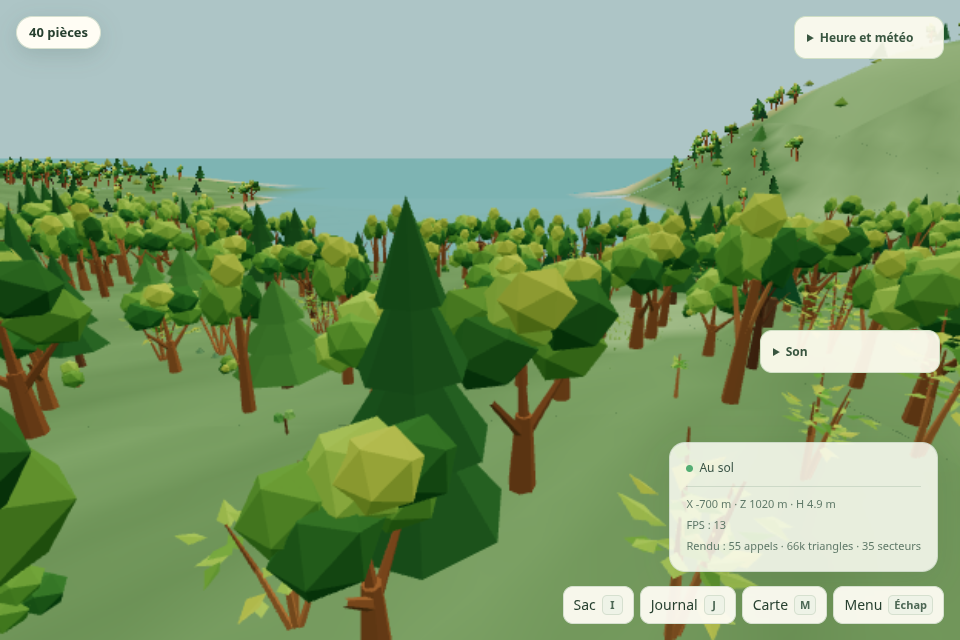 40 pièces
▶ Heure et météo
▶ Son
Au sol
X -700 m · Z 1020 m · H 4.9 m
FPS : 13
Rendu : 55 appels · 66k triangles · 35 secteurs
Sac I Journal J Carte M Menu Échap